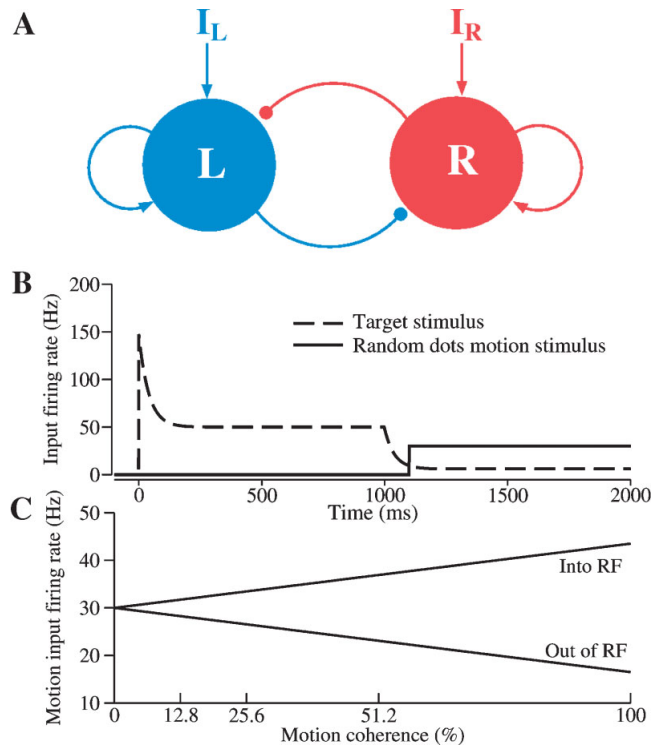 A
I_L
I_R
L
R
B
Input firing rate (Hz)
200
150
100
50
0
Target stimulus
Random dots motion stimulus
0
500
1000
1500
2000
Time (ms)
C
Motion input firing rate (Hz)
50
40
30
20
10
Into RF
Out of RF
0
12.8
25.6
51.2
100
Motion coherence (%)